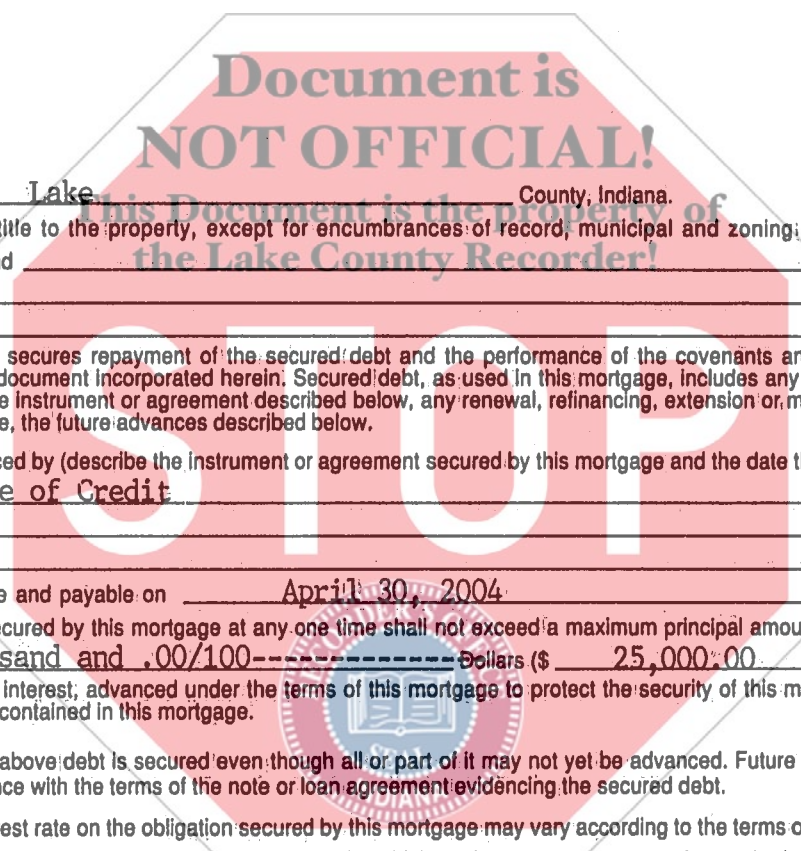 Document is
NOT OFFICIAL!
Lake County, Indiana.
This Document is the property of
title to the property, except for encumbrances of record, municipal and zoning
the Lake County Recorder!
secures repayment of the secured debt and the performance of the covenants
document incorporated herein. Secured debt, as used in this mortgage, includes any
instrument or agreement described below, any renewal, refinancing, extension or
the future advances described below.
STOP
by (describe the instrument or agreement secured by this mortgage and the date
of Credit
and payable on April 30, 2004
secured by this mortgage at any one time shall not exceed a maximum principal
and .00/100-------------- Dollars ($ 25,000.00
interest, advanced under the terms of this mortgage to protect the security of this
contained in this mortgage.
above debt is secured even though all or part of it may not yet be advanced. Future
with the terms of the note or loan agreement evidencing the secured debt.
rate on the obligation secured by this mortgage may vary according to the terms
SEAL
INDIANA